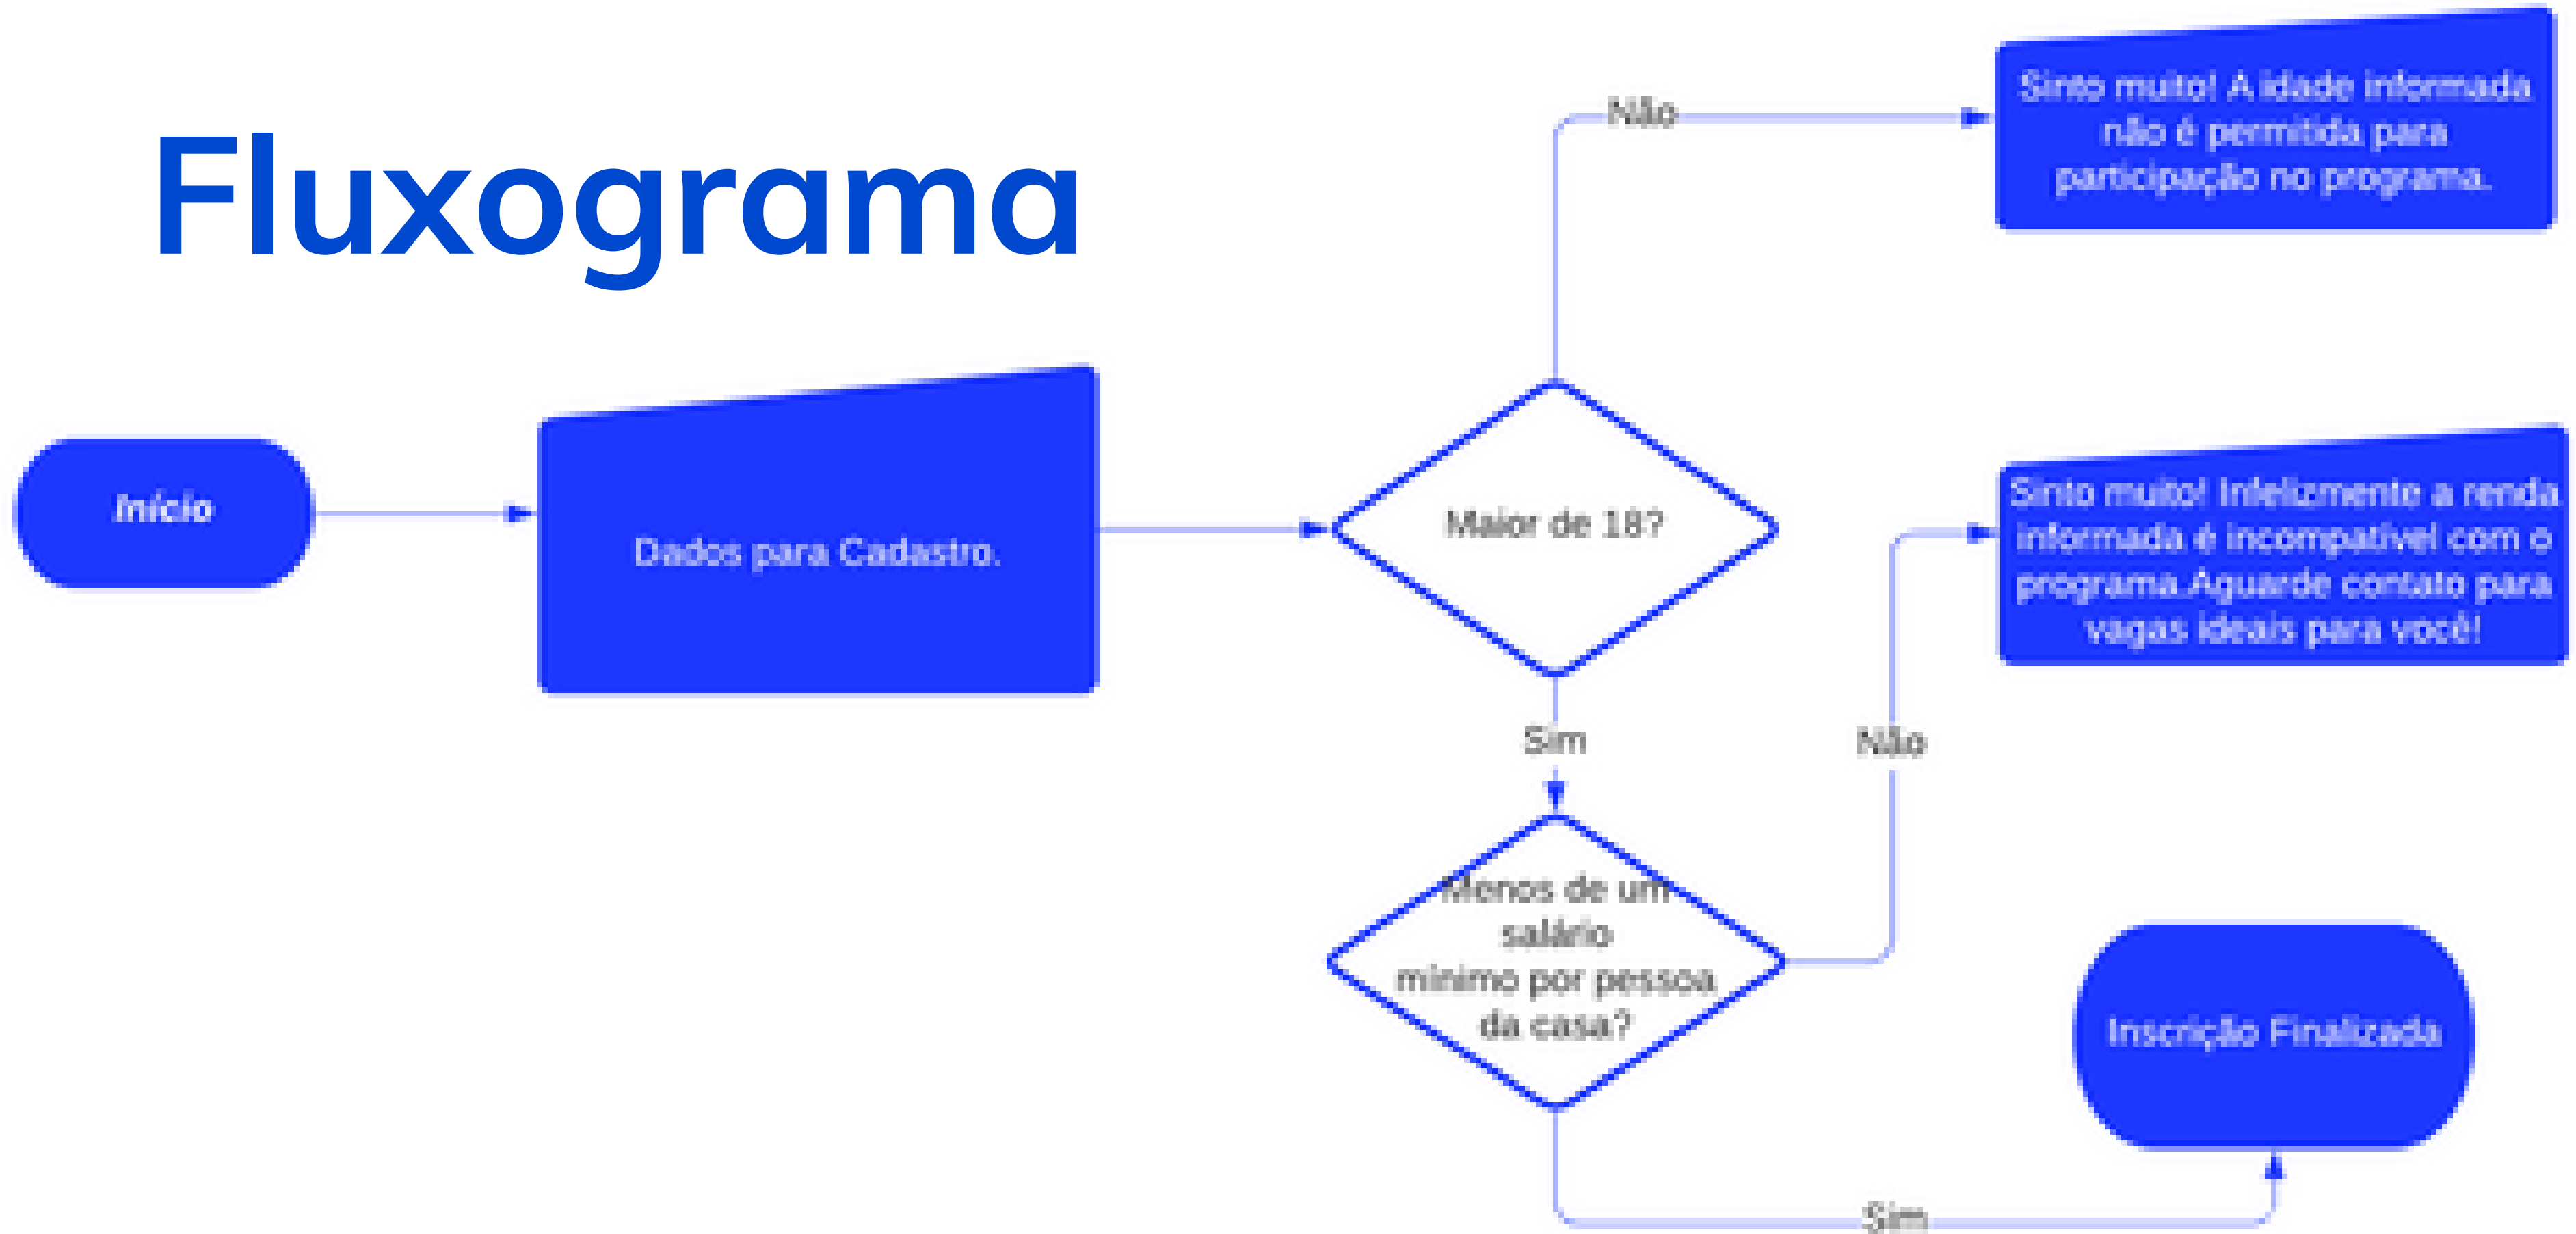 Fluxograma
Início
Dados para Cadastro.
Maior de 18?
Não
Sinto muito! A idade informada
não é permitida para
participação no programa.
Sim
Menos de um
salário
mínimo por pessoa
da casa?
Não
Sinto muito! Infelizmente a renda
informada é incompatível com o
programa.Aguarde contato para
vagas ideais para você!
Sim
Inscrição Finalizada